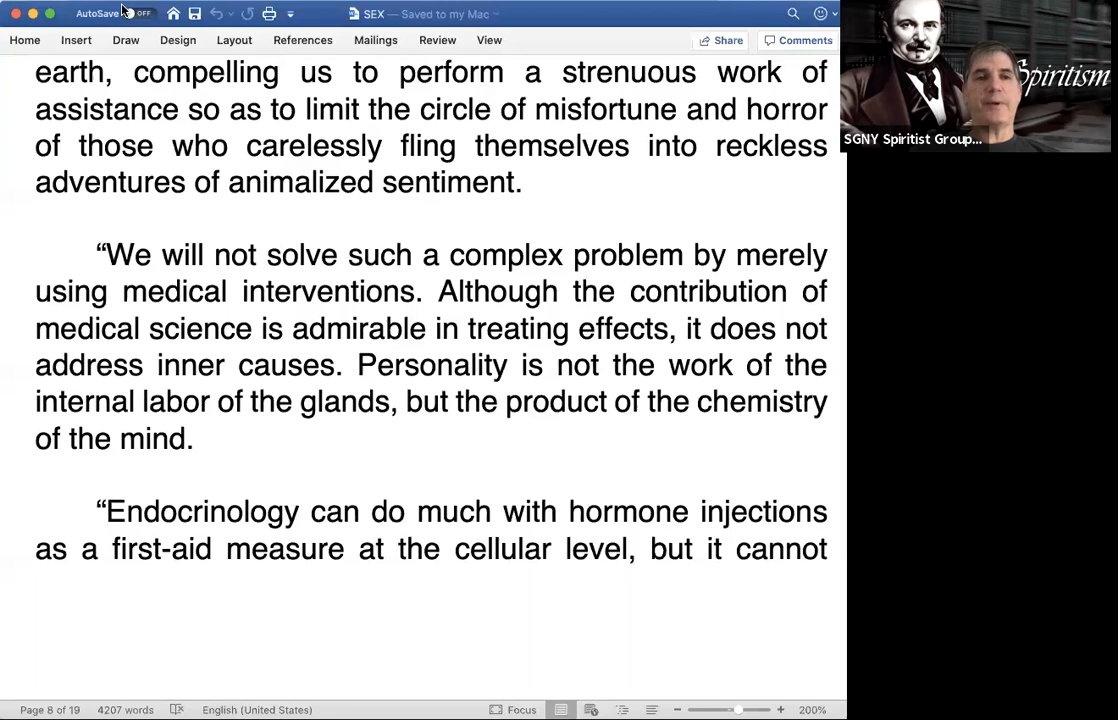 AutoSave OFF SEX — Saved to my Mac
Home Insert Draw Design Layout References Mailings Review View Share Comments
earth, compelling us to perform a strenuous work of
assistance so as to limit the circle of misfortune and horror
of those who carelessly fling themselves into reckless
adventures of animalized sentiment.
“We will not solve such a complex problem by merely
using medical interventions. Although the contribution of
medical science is admirable in treating effects, it does not
address inner causes. Personality is not the work of the
internal labor of the glands, but the product of the chemistry
of the mind.
“Endocrinology can do much with hormone injections
as a first-aid measure at the cellular level, but it cannot
Page 8 of 19 4207 words English (United States) Focus 200%
Spiritism
SGNY Spiritist Group...